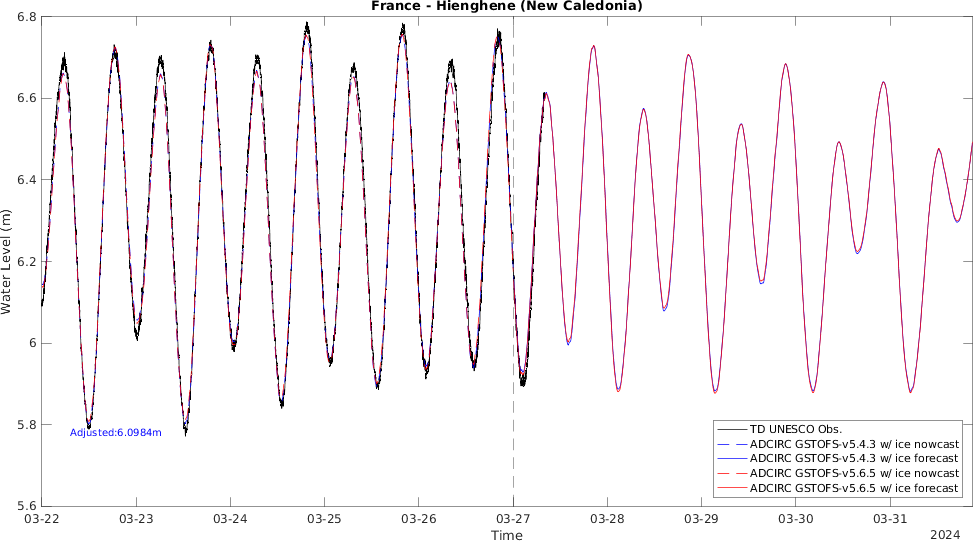 France - Hienghene (New Caledonia)
6.8
6.6
6.4
6.2
6
5.8
5.6
Water Level (m)
Adjusted:6.0984m
TD UNESCO Obs.
ADCIRC GSTOFS-v5.4.3 w/ ice nowcast
ADCIRC GSTOFS-v5.4.3 w/ ice forecast
ADCIRC GSTOFS-v5.6.5 w/ ice nowcast
ADCIRC GSTOFS-v5.6.5 w/ ice forecast
03-22 03-23 03-24 03-25 03-26 03-27 03-28 03-29 03-30 03-31
Time
2024